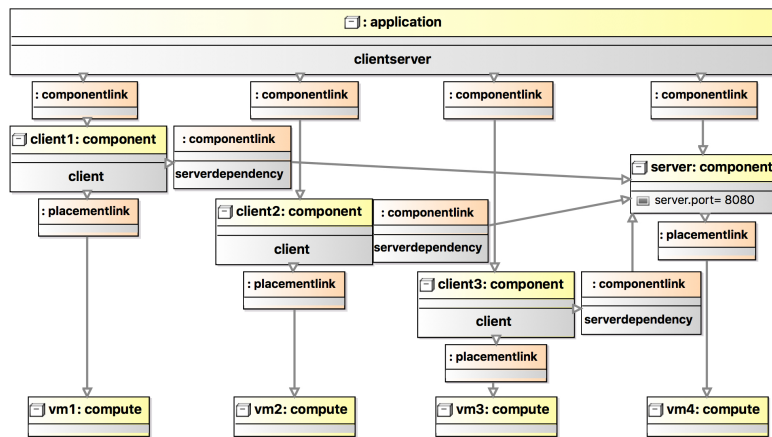 : application
clientserver
: componentlink
: componentlink
: componentlink
: componentlink
client1: component
client
: componentlink
serverdependency
server: component
server.port= 8080
: placementlink
client2: component
client
: componentlink
serverdependency
: placementlink
: placementlink
client3: component
client
: componentlink
serverdependency
: placementlink
vm1: compute
vm2: compute
vm3: compute
vm4: compute